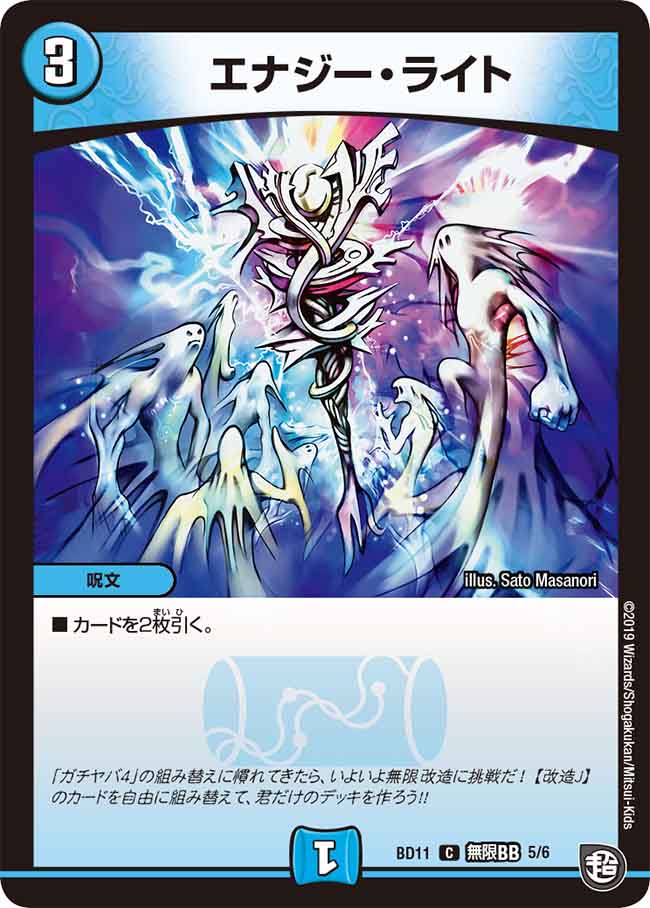 3
エナジー・ライト
呪文
illus. Sato Masanori
■ カードを2枚引く。
「ガチヤバ4」の組み替えに慣れてきたら、いよいよ無限改造に挑戦だ！【改造J】
のカードを自由に組み替えて、君だけのデッキを作ろう!!
©2019 Wizards/Shogakukan/Mitsui-Kids
1
BD11 C 無限BB 5/6
超